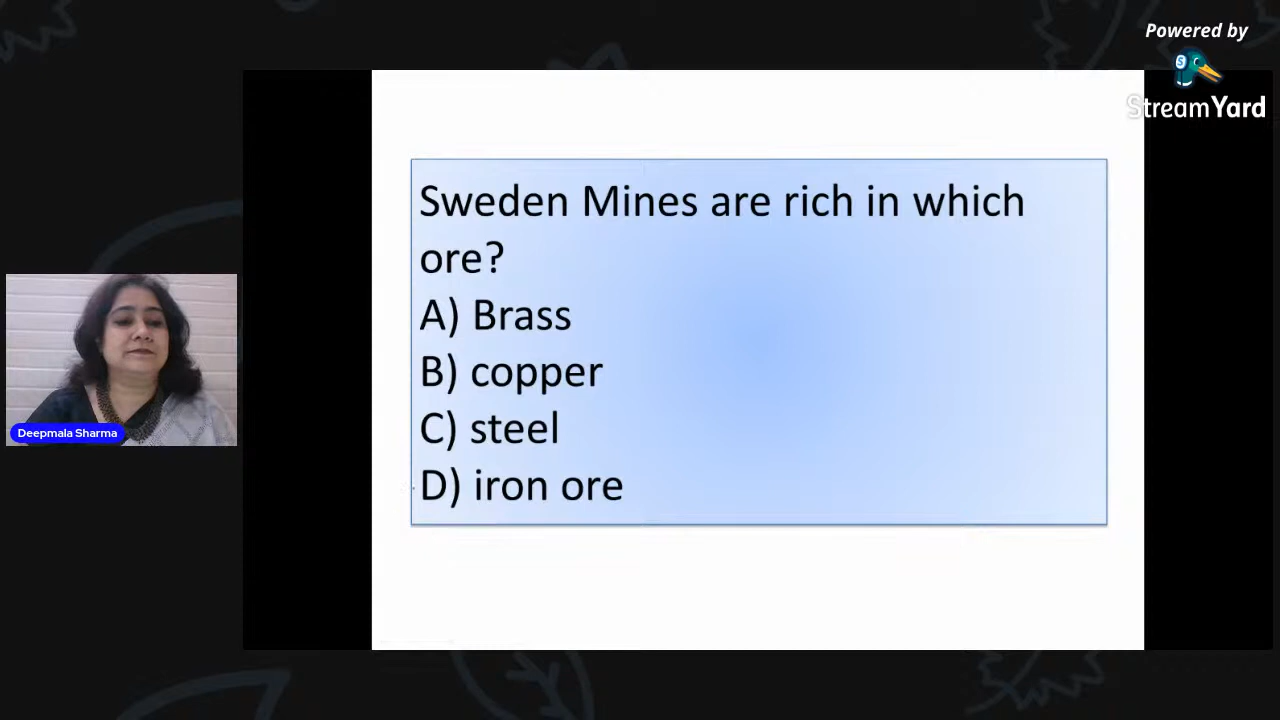 Powered by
StreamYard
Sweden Mines are rich in which
ore?
A) Brass
B) copper
C) steel
D) iron ore
Deepmala Sharma